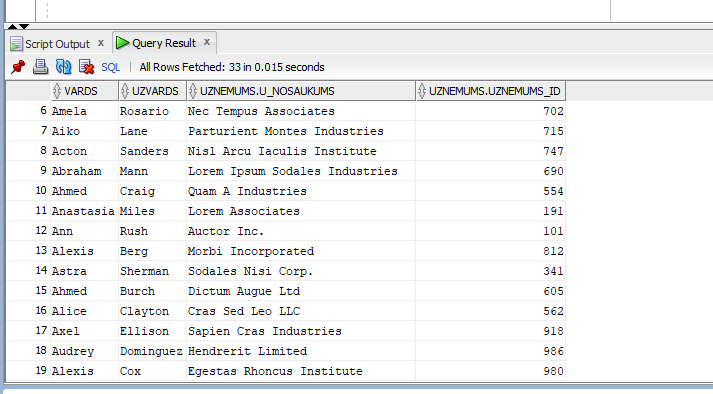 Script Output x Query Result x
SQL | All Rows Fetched: 33 in 0.015 seconds
VARDS UZVARDS UZNEMUMS.U_NOSAUKUMS UZNEMUMS.UZNEMUMS_ID
6 Amela Rosario Nec Tempus Associates 702
7 Aiko Lane Parturient Montes Industries 715
8 Acton Sanders Nisl Arcu Iaculis Institute 747
9 Abraham Mann Lorem Ipsum Sodales Industries 690
10 Ahmed Craig Quam A Industries 554
11 Anastasia Miles Lorem Associates 191
12 Ann Rush Auctor Inc. 101
13 Alexis Berg Morbi Incorporated 812
14 Astra Sherman Sodales Nisi Corp. 341
15 Ahmed Burch Dictum Augue Ltd 605
16 Alice Clayton Cras Sed Leo LLC 562
17 Axel Ellison Sapien Cras Industries 918
18 Audrey Dominguez Hendrerit Limited 986
19 Alexis Cox Egestas Rhoncus Institute 980